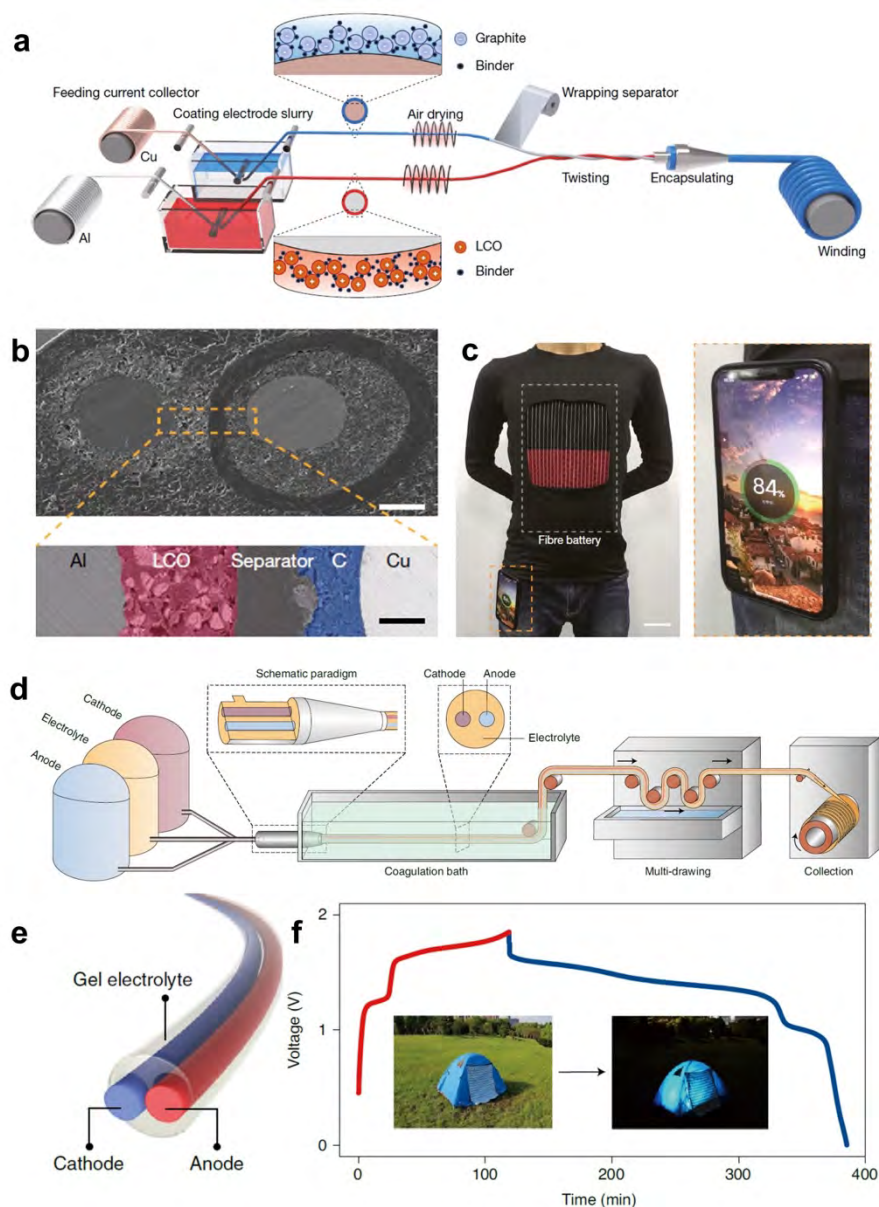 a
Graphite
Binder
Feeding current collector
Coating electrode slurry
Air drying
Wrapping separator
Cu
Al
Twisting
Encapsulating
Winding
LCO
Binder
b
Al
LCO
Separator
C
Cu
c
Fibre battery
84%
d
Cathode
Electrolyte
Anode
Schematic paradigm
Cathode
Anode
Electrolyte
Coagulation bath
Multi-drawing
Collection
e
Gel electrolyte
Cathode
Anode
f
Voltage (V)
2
1
0
0
100
200
300
400
Time (min)